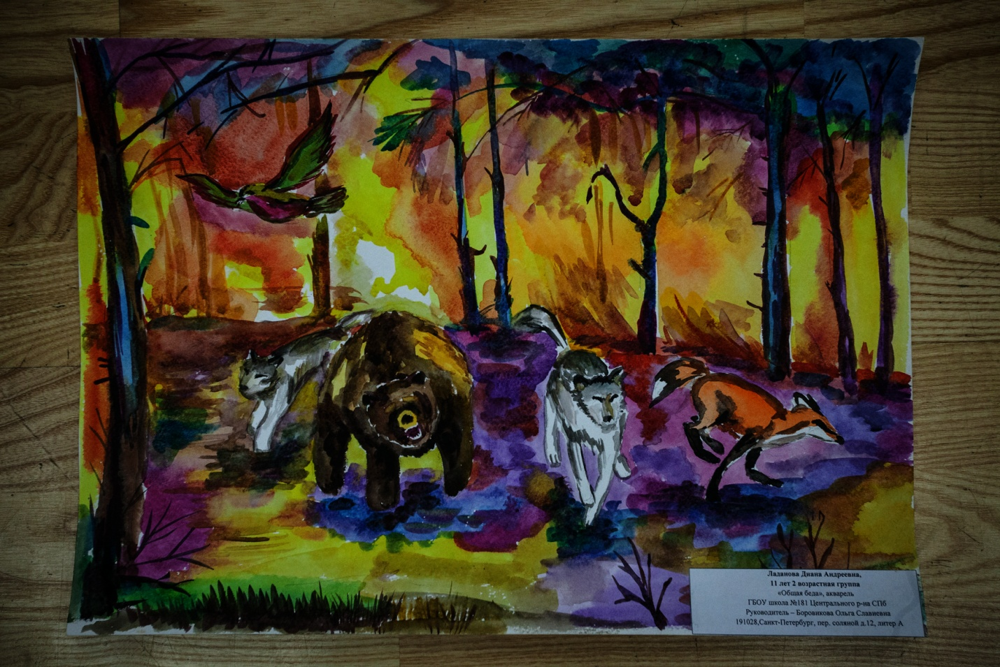 Ладанова Диана Андреевна,
11 лет 2 возрастная группа
«Общая беда», акварель
ГБОУ школа №181 Центрального р-на СПб
Руководитель – Боровикова Ольга Славиевна
191028,Санкт-Петербург, пер. соляной д.12, литер А